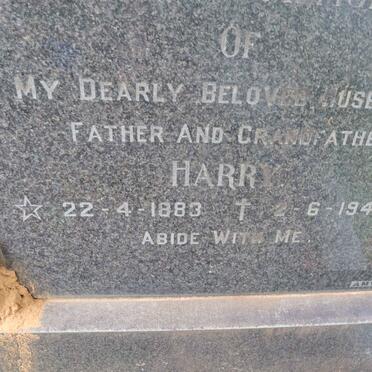 OF
MY DEARLY BELOVED
FATHER AND
HARRY
22-4-1883 † 2-6-194
ABIDE WITH ME.